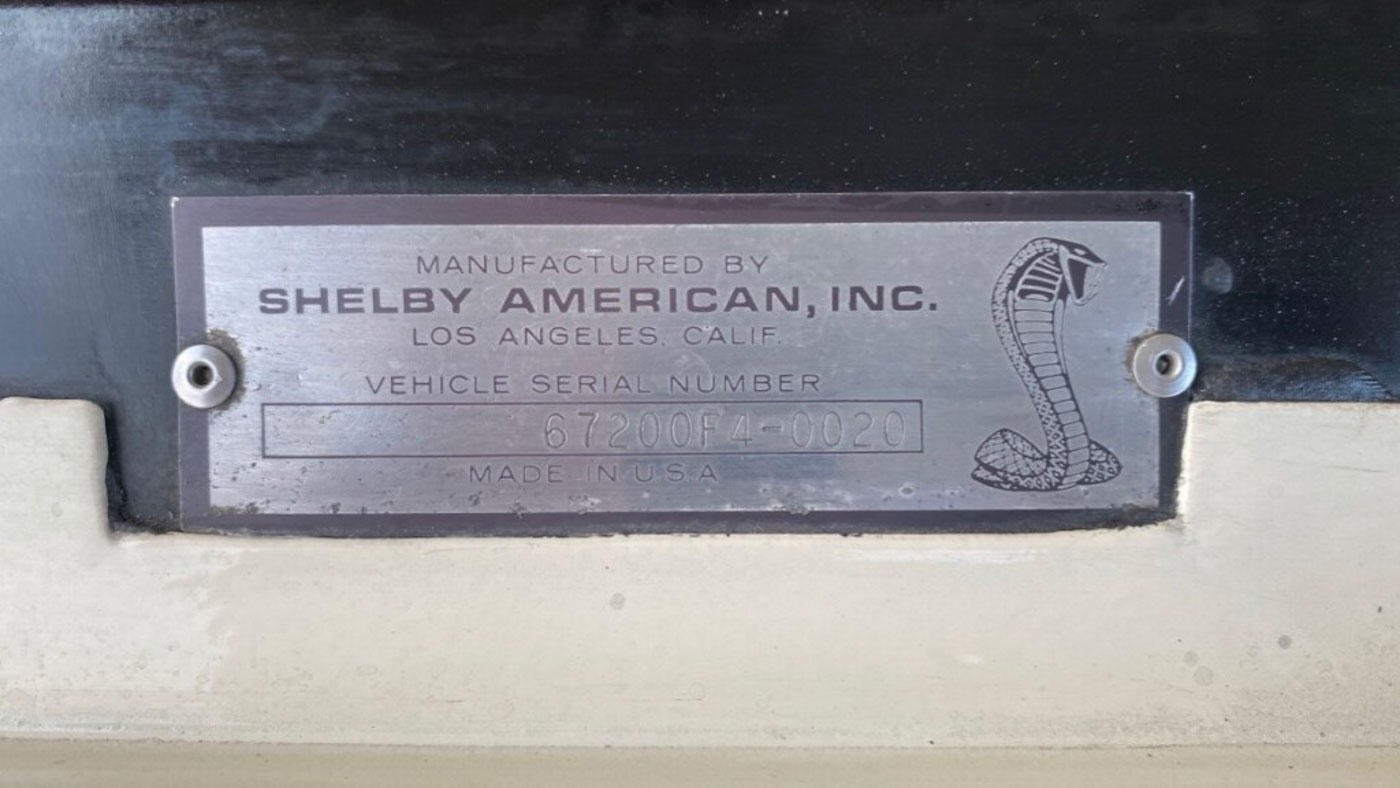 MANUFACTURED BY
SHELBY AMERICAN, INC.
LOS ANGELES, CALIF.
VEHICLE SERIAL NUMBER
67200F4-0020
MADE IN U.S.A